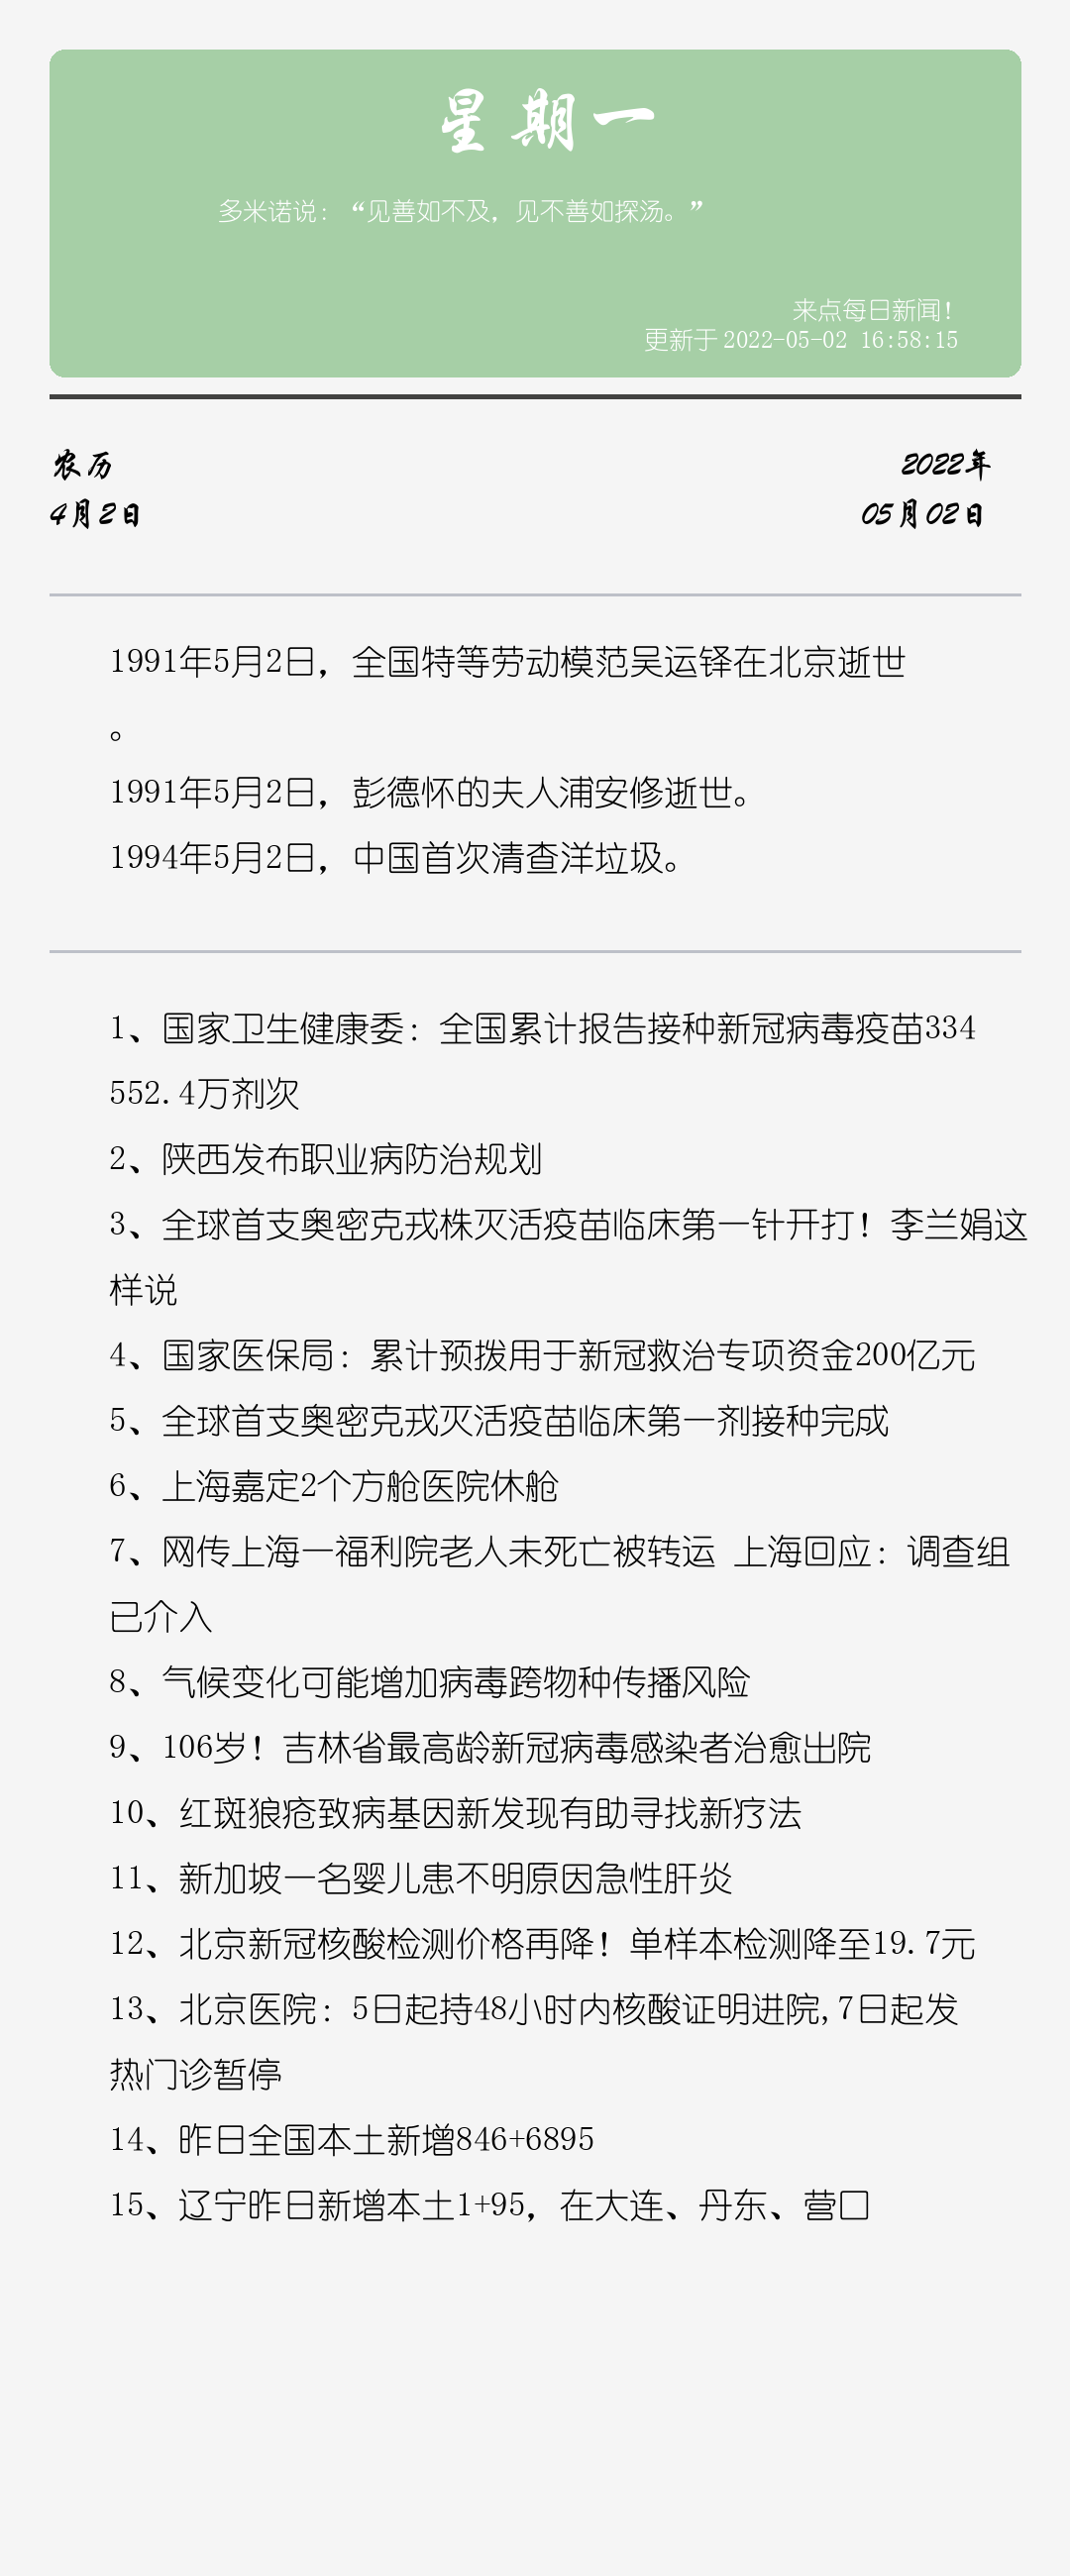 星期一
多米诺说：“见善如不及，见不善如探汤。”
来点每日新闻！
更新于 2022-05-02 16:58:15
农历
2022年
4月2日
05月02日
1991年5月2日，全国特等劳动模范吴运铎在北京逝世
。
1991年5月2日，彭德怀的夫人浦安修逝世。
1994年5月2日，中国首次清查洋垃圾。
1、国家卫生健康委：全国累计报告接种新冠病毒疫苗334
552.4万剂次
2、陕西发布职业病防治规划
3、全球首支奥密克戎株灭活疫苗临床第一针开打！李兰娟这
样说
4、国家医保局：累计预拨用于新冠救治专项资金200亿元
5、全球首支奥密克戎灭活疫苗临床第一剂接种完成
6、上海嘉定2个方舱医院休舱
7、网传上海一福利院老人未死亡被转运 上海回应：调查组
已介入
8、气候变化可能增加病毒跨物种传播风险
9、106岁！吉林省最高龄新冠病毒感染者治愈出院
10、红斑狼疮致病基因新发现有助寻找新疗法
11、新加坡一名婴儿患不明原因急性肝炎
12、北京新冠核酸检测价格再降！单样本检测降至19.7元
13、北京医院：5日起持48小时内核酸证明进院,7日起发
热门诊暂停
14、昨日全国本土新增846+6895
15、辽宁昨日新增本土1+95，在大连、丹东、营口